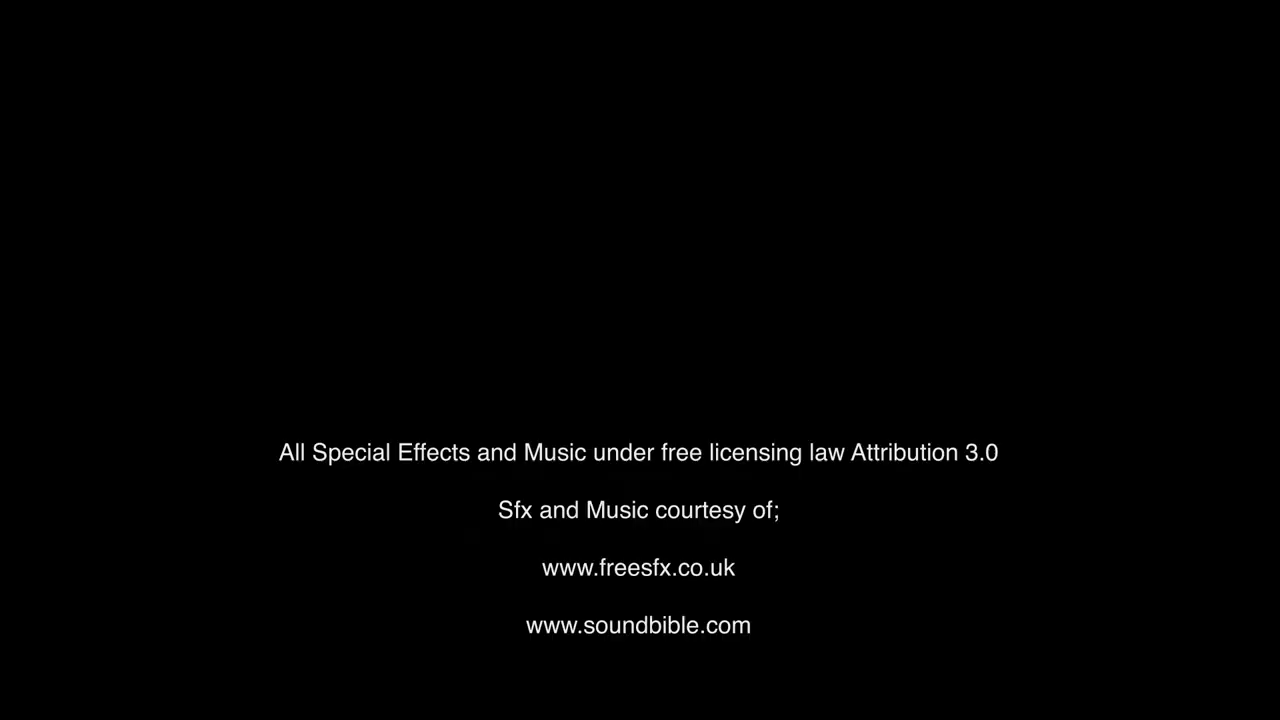 All Special Effects and Music under free licensing law Attribution 3.0
Sfx and Music courtesy of;
www.freesfx.co.uk
www.soundbible.com